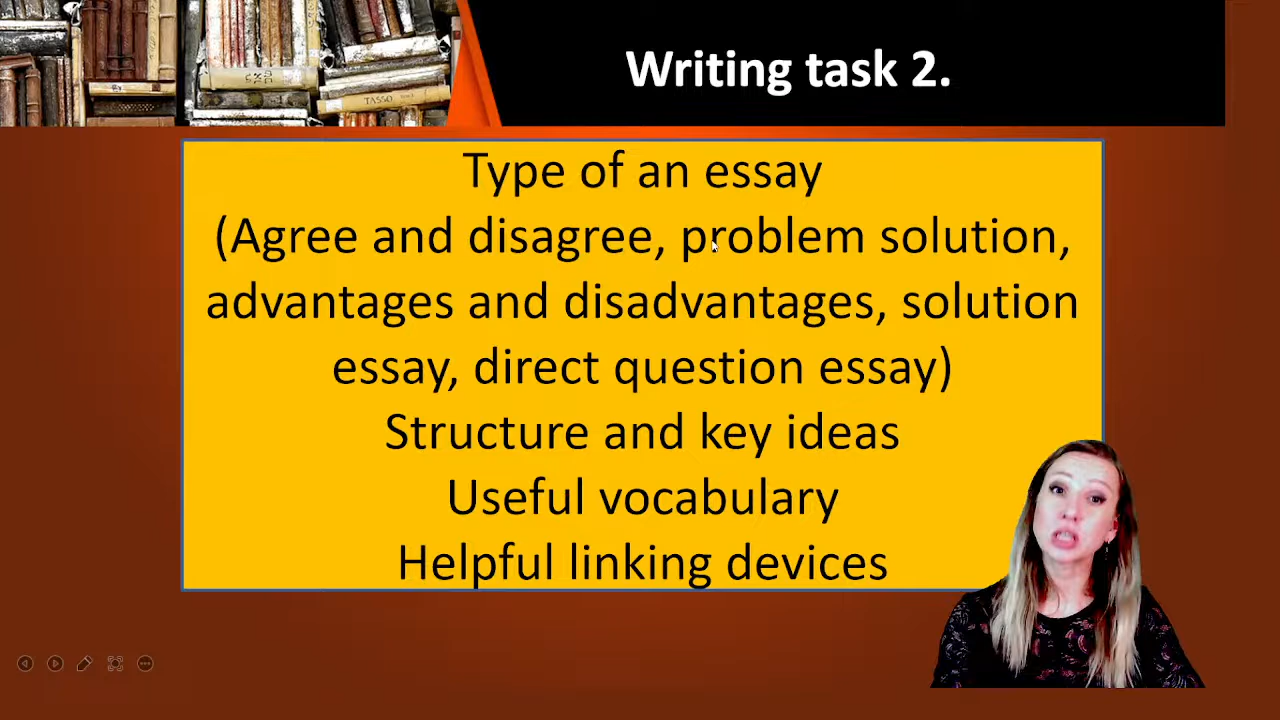 Writing task 2.
Type of an essay
(Agree and disagree, problem solution,
advantages and disadvantages, solution
essay, direct question essay)
Structure and key ideas
Useful vocabulary
Helpful linking devices
TASSO